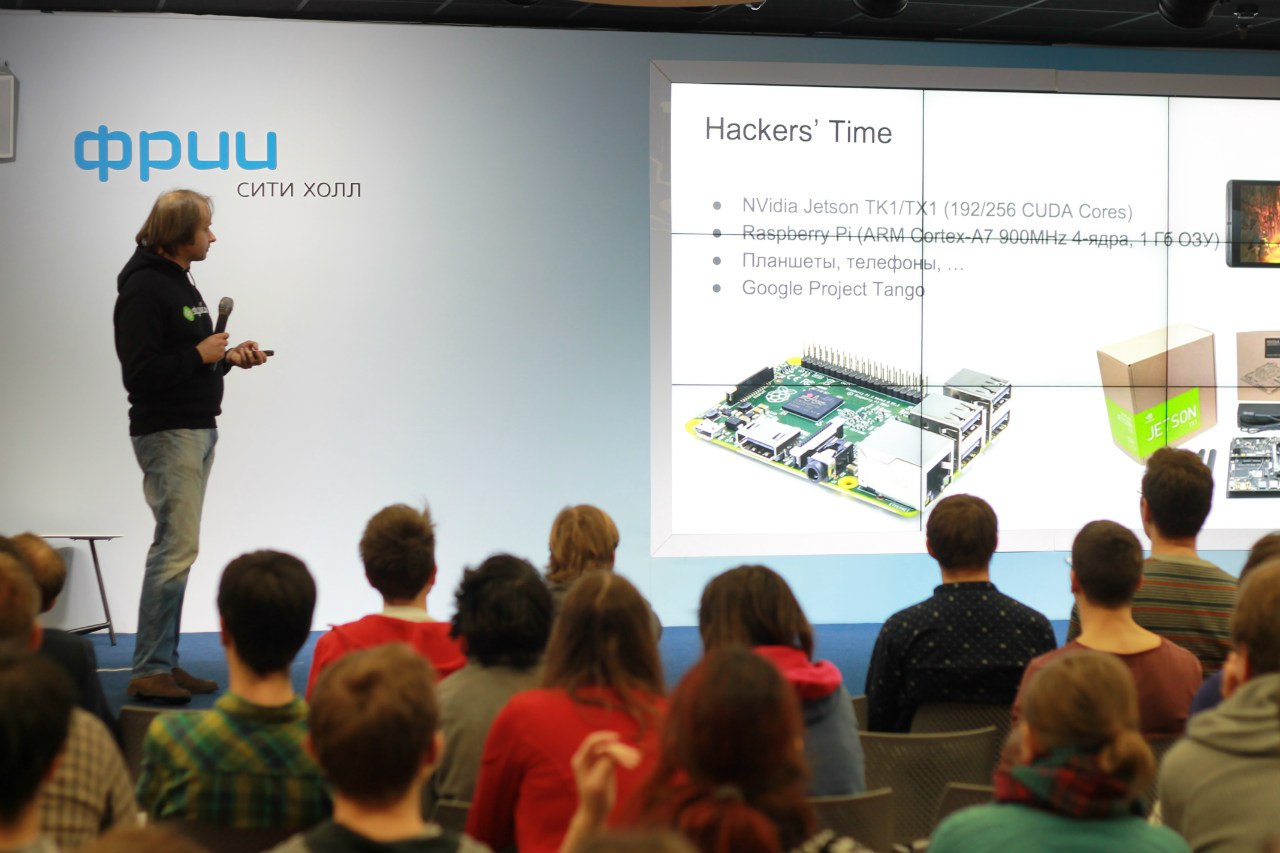 фрии
СИТИ ХОЛЛ
Hackers’ Time
NVidia Jetson TK1/TX1 (192/256 CUDA Cores)
Raspberry Pi (ARM Cortex-A7 900MHz 4-ядра, 1 Гб ОЗУ)
Планшеты, телефоны, …
Google Project Tango
JETSON